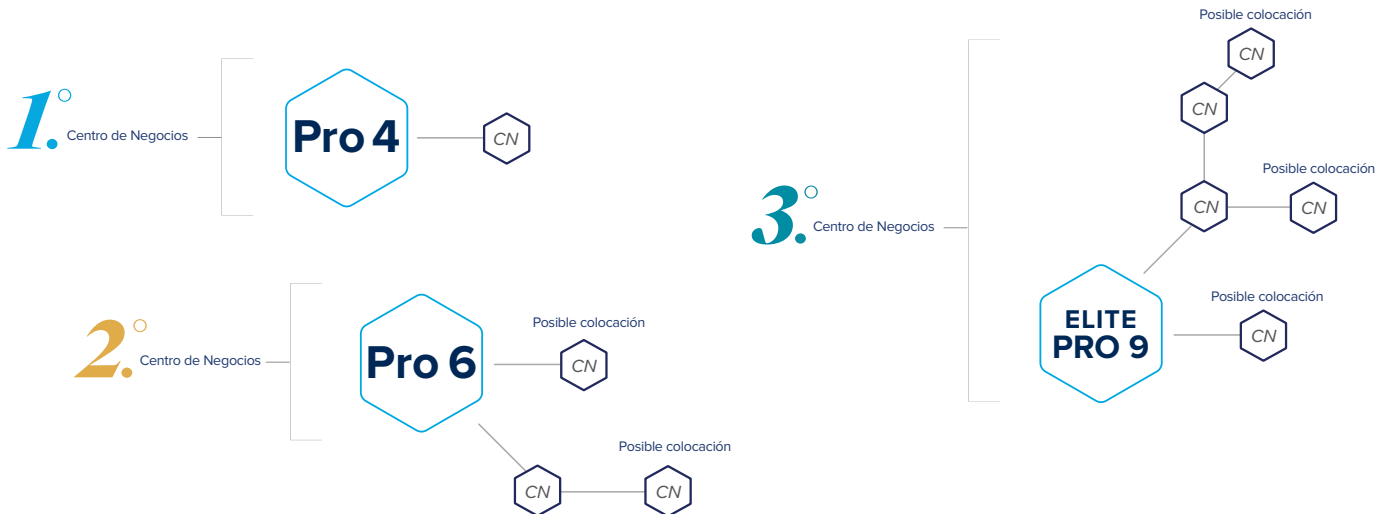 1.°
Centro de Negocios
Pro 4
CN
2.°
Centro de Negocios
Pro 6
Posible colocación
CN
CN
Posible colocación
CN
3.°
Centro de Negocios
Posible colocación
CN
CN
CN
Posible colocación
CN
ELITE
PRO 9
Posible colocación
CN